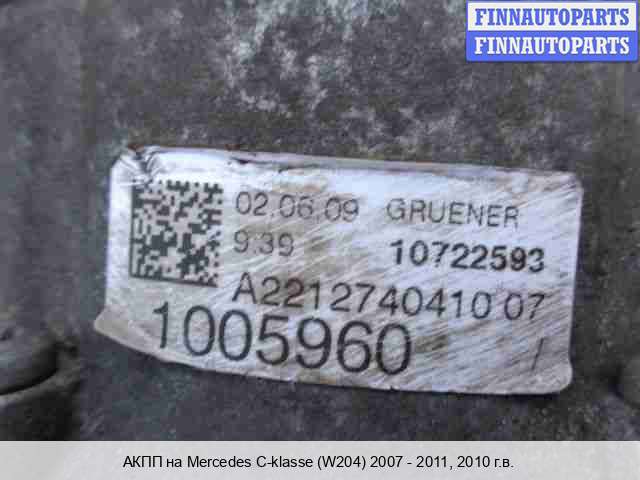 FINNAUTOPARTS
FINNAUTOPARTS
02.06.09 GRUENER
9:39 10722593
A2212740410 07
1005960 /
АКПП на Mercedes C-klasse (W204) 2007 - 2011, 2010 г.в.